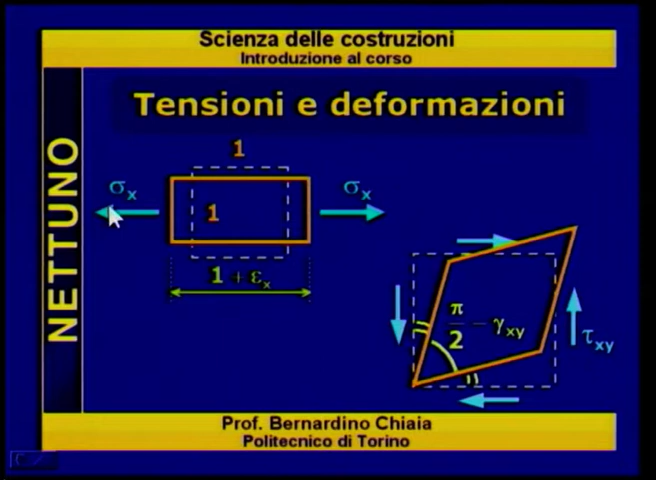 Scienza delle costruzioni
Introduzione al corso
NETTUNO
Tensioni e deformazioni
1
σx
σx
1
1 + εx
π/2 − γxy
τxy
Prof. Bernardino Chiaia
Politecnico di Torino